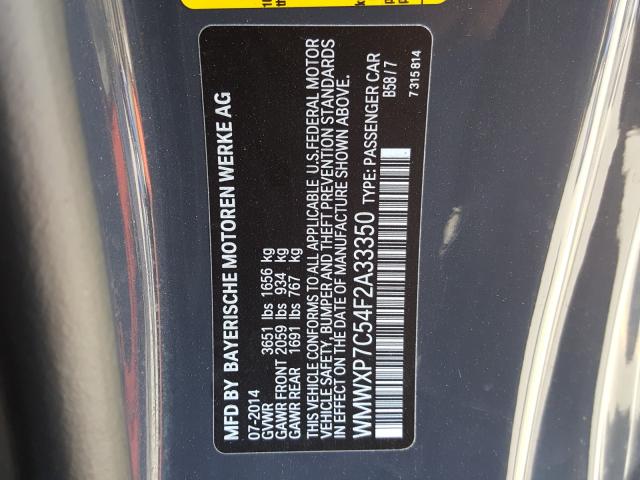 MFD BY BAYERISCHE MOTOREN WERKE AG
07-2014
GVWR 3651 lbs 1656 kg
GAWR FRONT 2059 lbs 934 kg
GAWR REAR 1691 lbs 767 kg
THIS VEHICLE CONFORMS TO ALL APPLICABLE U.S.FEDERAL MOTOR
VEHICLE SAFETY, BUMPER AND THEFT PREVENTION STANDARDS
IN EFFECT ON THE DATE OF MANUFACTURE SHOWN ABOVE.
WMWXP7C54F2A33350 TYPE: PASSENGER CAR
B58/7
7315814